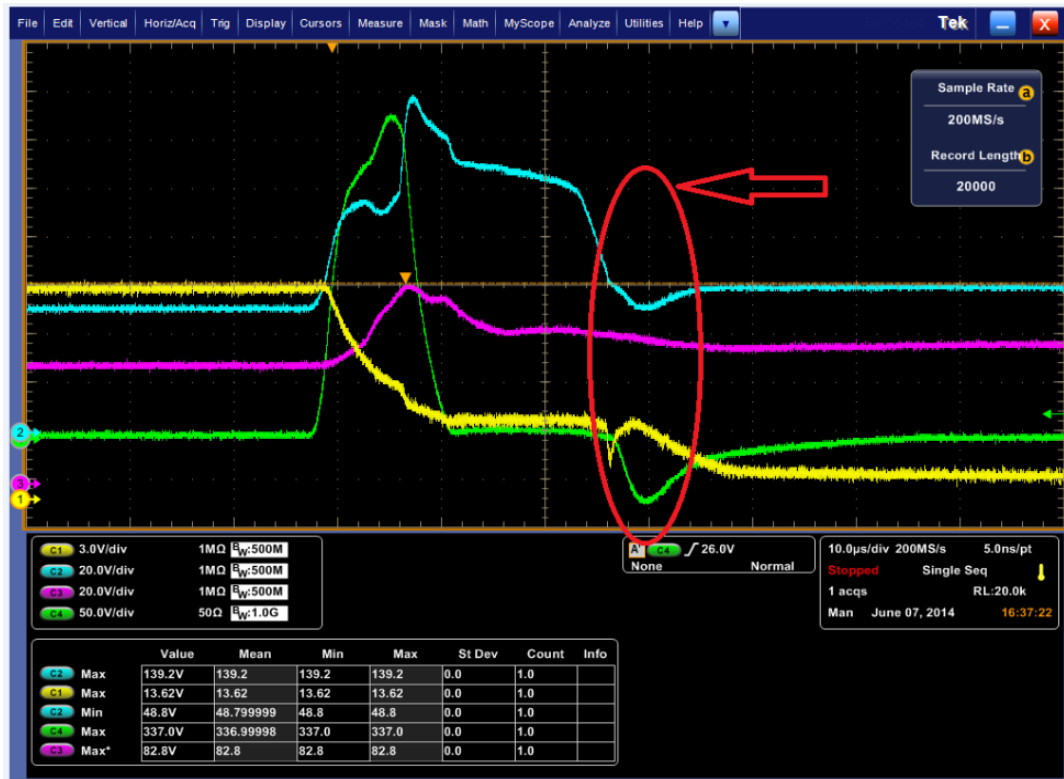 File Edit Vertical Horiz/Acq Trig Display Cursors Measure Mask Math MyScope Analyze Utilities Help Tek X
Sample Rate a
200MS/s
Record Length b
20000
2
3
1
C1 3.0V/div 1MΩ BW:500M
C2 20.0V/div 1MΩ BW:500M
C3 20.0V/div 1MΩ BW:500M
C4 50.0V/div 50Ω BW:1.0G
A' C4 26.0V
None Normal
10.0µs/div 200MS/s 5.0ns/pt
Stopped Single Seq
1 acqs RL:20.0k
Man June 07, 2014 16:37:22
Value Mean Min Max St Dev Count Info
C2 Max 139.2V 139.2 139.2 139.2 0.0 1.0
C1 Max 13.62V 13.62 13.62 13.62 0.0 1.0
C2 Min 48.8V 48.799999 48.8 48.8 0.0 1.0
C4 Max 337.0V 336.99998 337.0 337.0 0.0 1.0
C3 Max* 82.8V 82.8 82.8 82.8 0.0 1.0